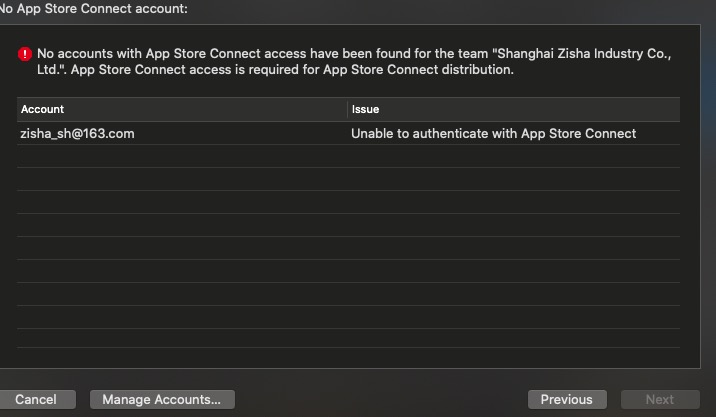 No App Store Connect account:
No accounts with App Store Connect access have been found for the team "Shanghai Zisha Industry Co.,
Ltd.". App Store Connect access is required for App Store Connect distribution.
Account Issue
zisha_sh@163.com Unable to authenticate with App Store Connect
Cancel Manage Accounts... Previous Next